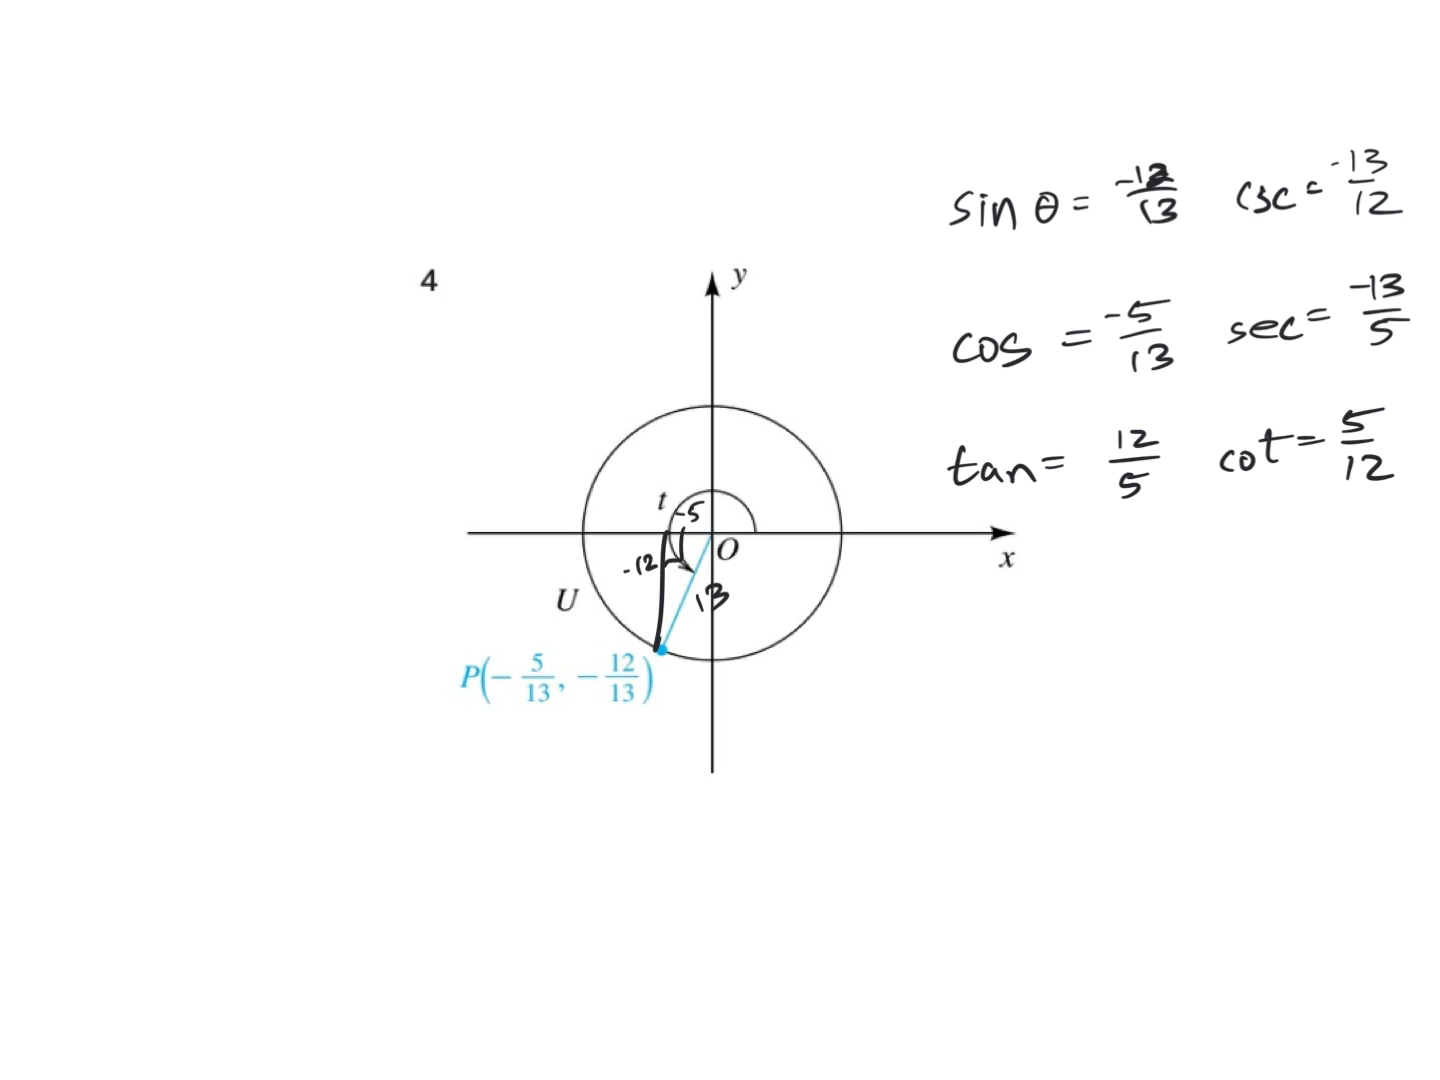 sin θ = -12/13 csc = -13/12
4
y
cos = -5/13 sec = -13/5
tan = 12/5 cot = 5/12
t -5
O
x
-12
13
U
P(-5/13, -12/13)